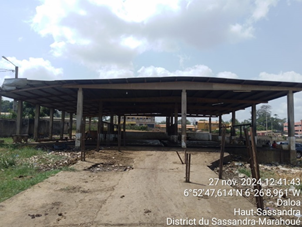 27 nov. 2024 12:41:43
6°52'47,614"N 6°26'8,961"W
Daloa
Haut-Sassandra
District du Sassandra-Marahoué